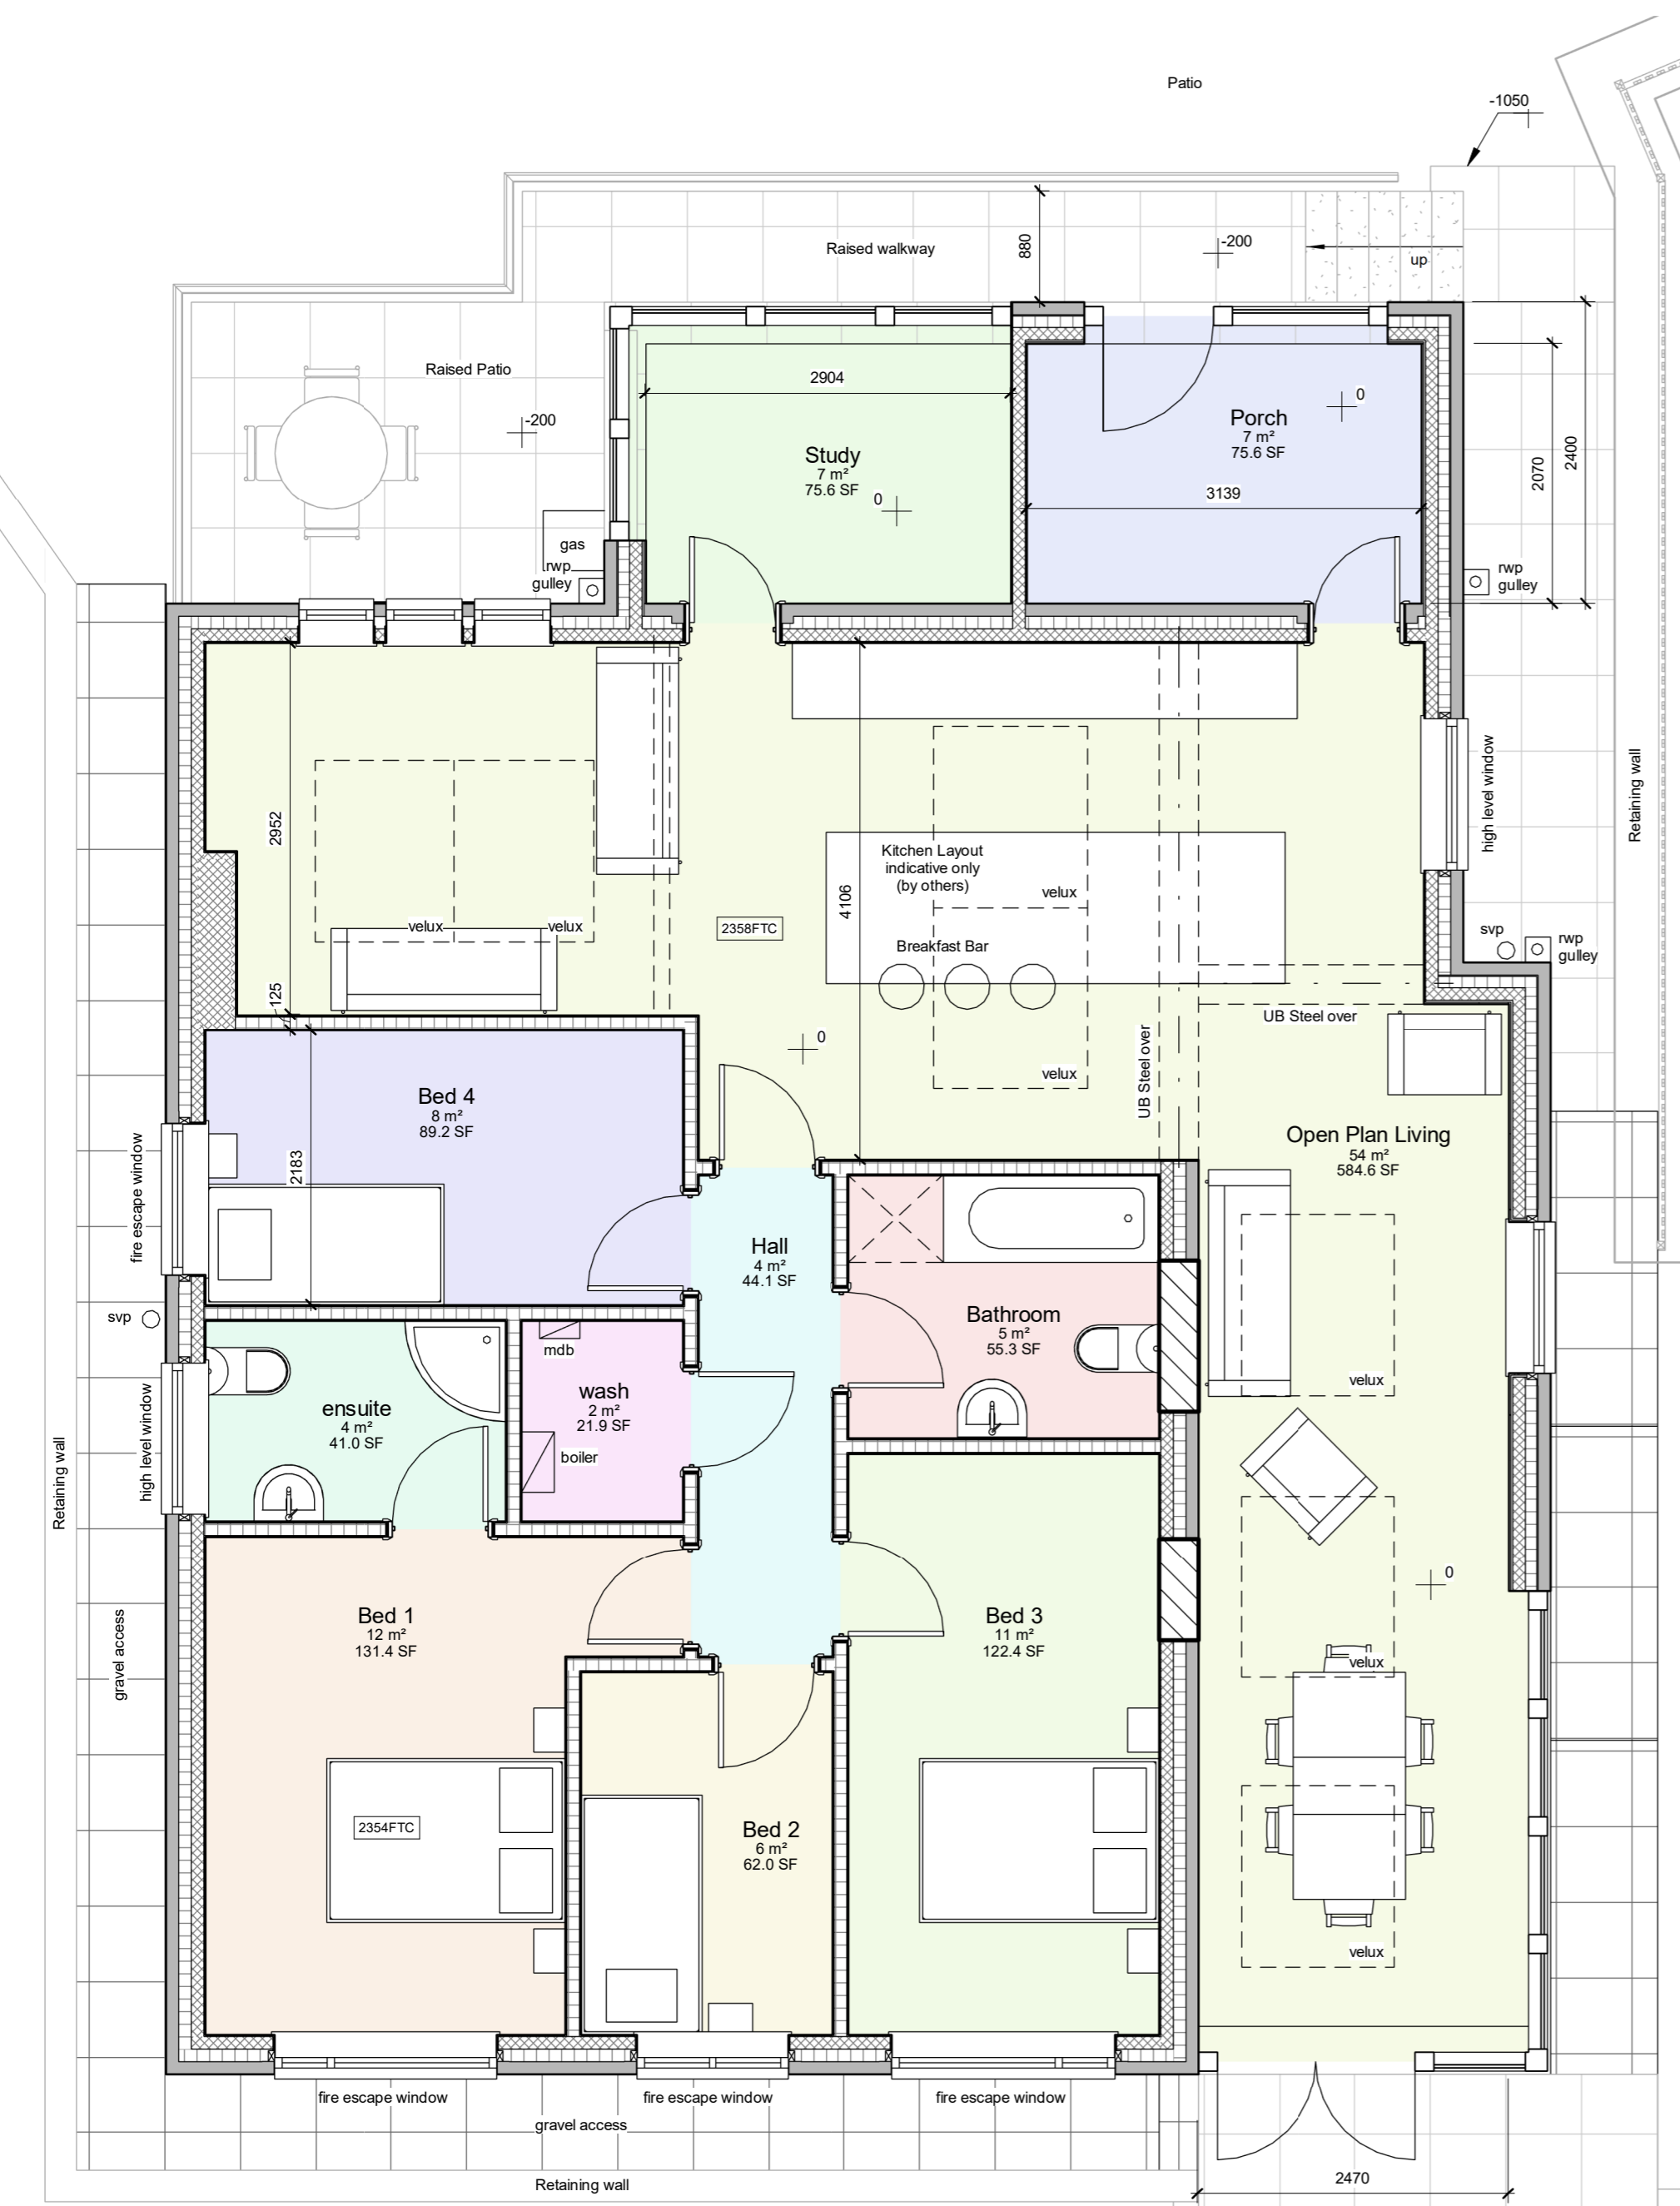 Patio
-1050
Raised walkway
880
-200
up
Raised Patio
-200
2904
Study
7 m²
75.6 SF
0
Porch
7 m²
75.6 SF
0
3139
2070
2400
gas
rwp
gulley
rwp
gulley
2952
125
velux
velux
2358FTC
4106
Kitchen Layout
indicative only
(by others)
velux
Breakfast Bar
velux
0
UB Steel over
UB Steel over
high level window
Retaining wall
svp
rwp
gulley
Bed 4
8 m²
89.2 SF
2183
fire escape window
svp
Hall
4 m²
44.1 SF
Open Plan Living
54 m²
584.6 SF
Bathroom
5 m²
55.3 SF
velux
mdb
wash
2 m²
21.9 SF
boiler
ensuite
4 m²
41.0 SF
high level window
Retaining wall
gravel access
Bed 1
12 m²
131.4 SF
2354FTC
Bed 3
11 m²
122.4 SF
0
velux
Bed 2
6 m²
62.0 SF
velux
fire escape window
fire escape window
fire escape window
gravel access
Retaining wall
2470